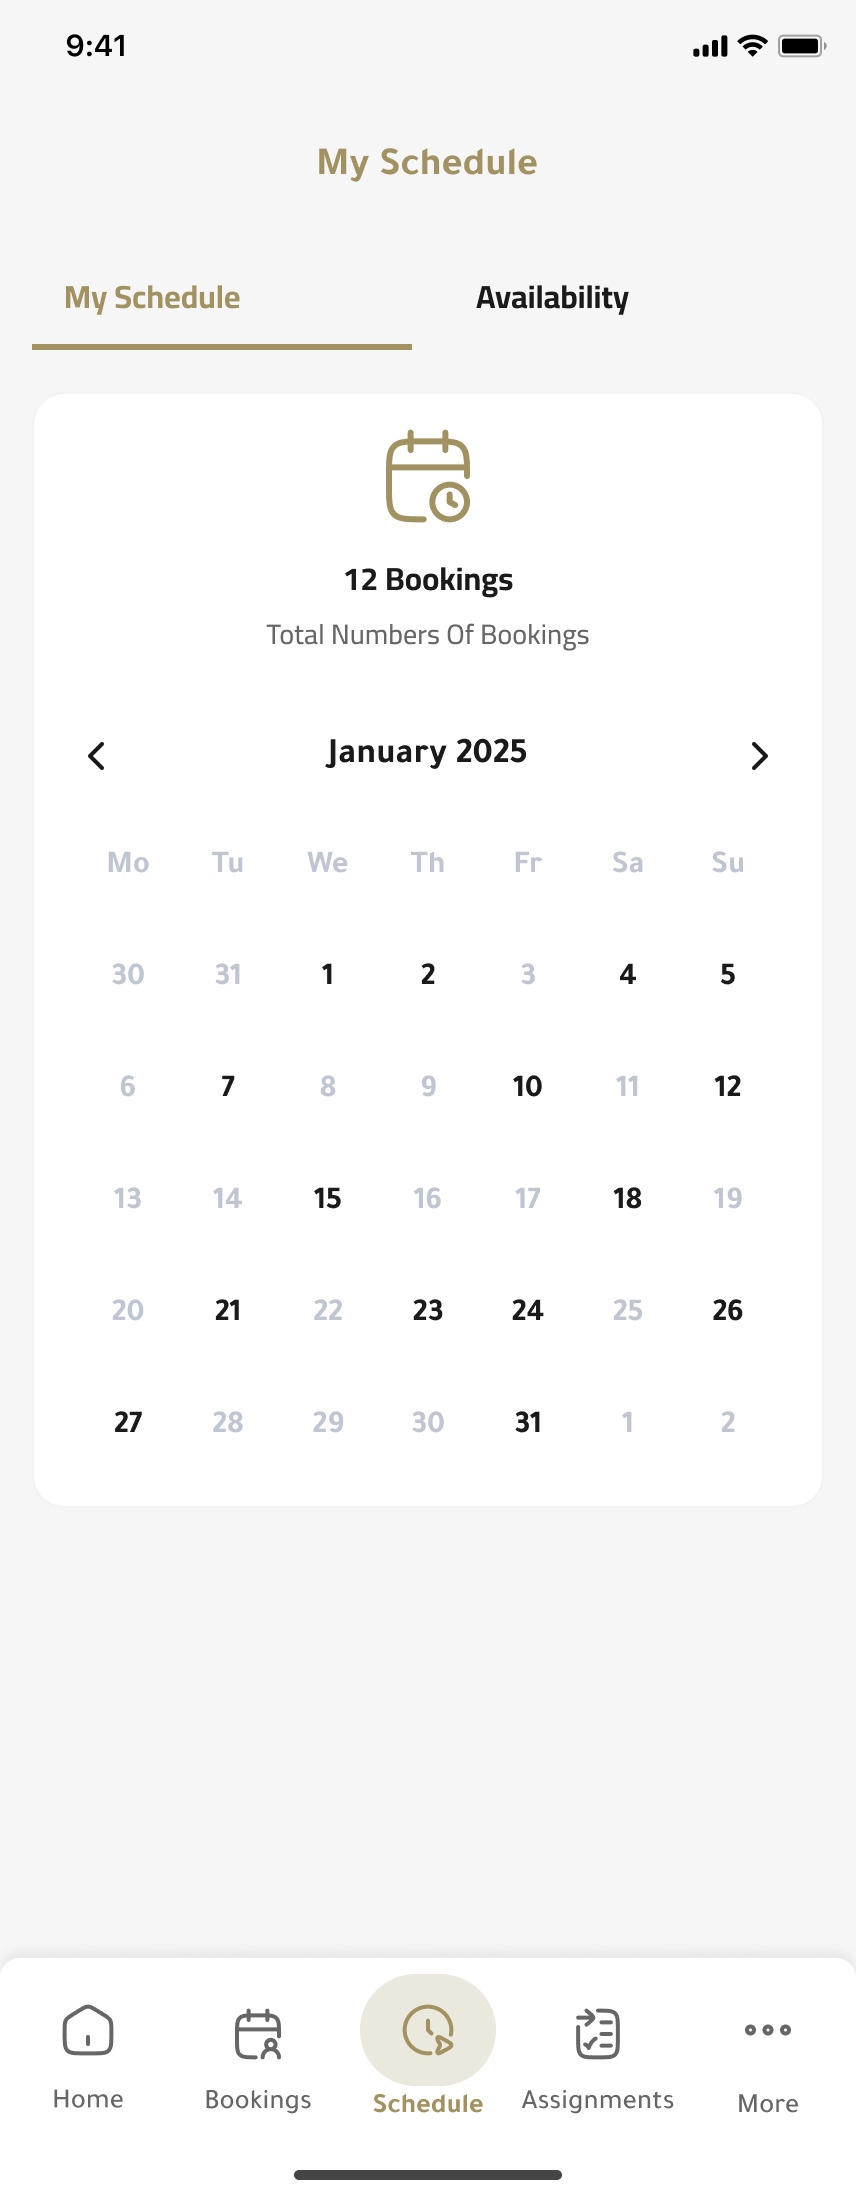 9:41
My Schedule
My Schedule Availability
12 Bookings
Total Numbers Of Bookings
January 2025
Mo Tu We Th Fr Sa Su
30 31 1 2 3 4 5
6 7 8 9 10 11 12
13 14 15 16 17 18 19
20 21 22 23 24 25 26
27 28 29 30 31 1 2
Home Bookings Schedule Assignments More